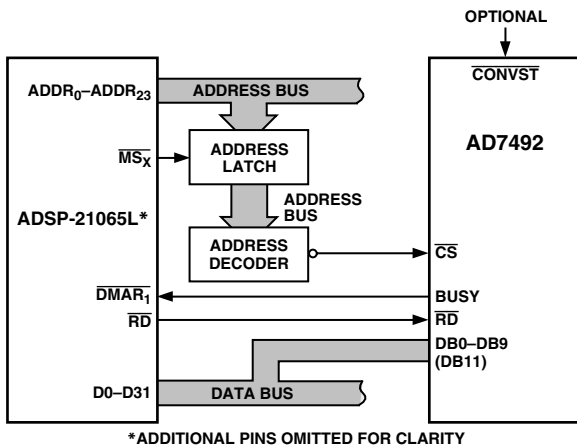 OPTIONAL
CONVST
ADDR0–ADDR23
ADDRESS BUS
AD7492
MSX
ADDRESS
LATCH
ADDRESS
BUS
ADSP-21065L*
ADDRESS
DECODER
CS
DMAR1
BUSY
RD
RD
DB0–DB9
(DB11)
D0–D31
DATA BUS
*ADDITIONAL PINS OMITTED FOR CLARITY